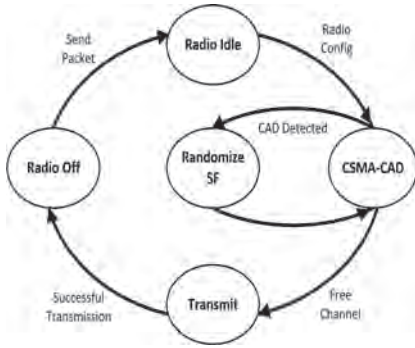 Send
Packet
Radio Idle
Radio
Config
CAD Detected
Radio Off
Randomize
SF
CSMA-CAD
Successful
Transmission
Transmit
Free
Channel